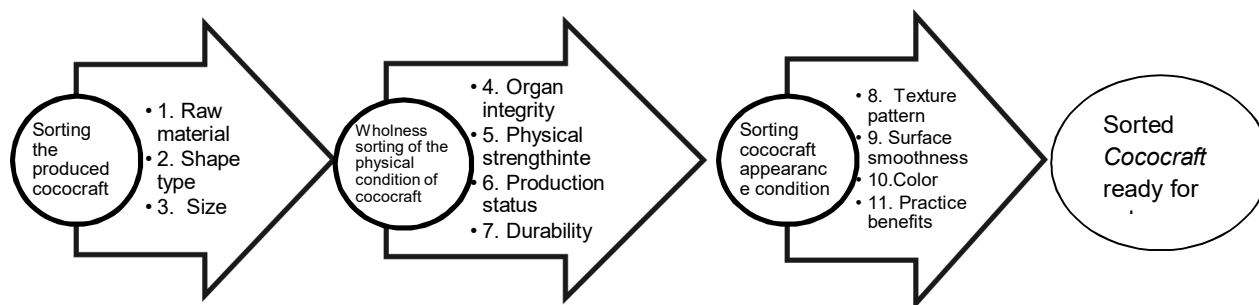 Sorting
the
produced
cococraft
• 1. Raw
material
• 2. Shape
type
• 3. Size
Wholness
sorting of the
physical
condition of
cococraft
• 4. Organ
integrity
• 5. Physical
strengthinte
• 6. Production
status
• 7. Durability
Sorting
cococraft
appearanc
e condition
• 8. Texture
pattern
• 9. Surface
smoothness
• 10.Color
• 11. Practice
benefits
Sorted
Cococraft
ready for